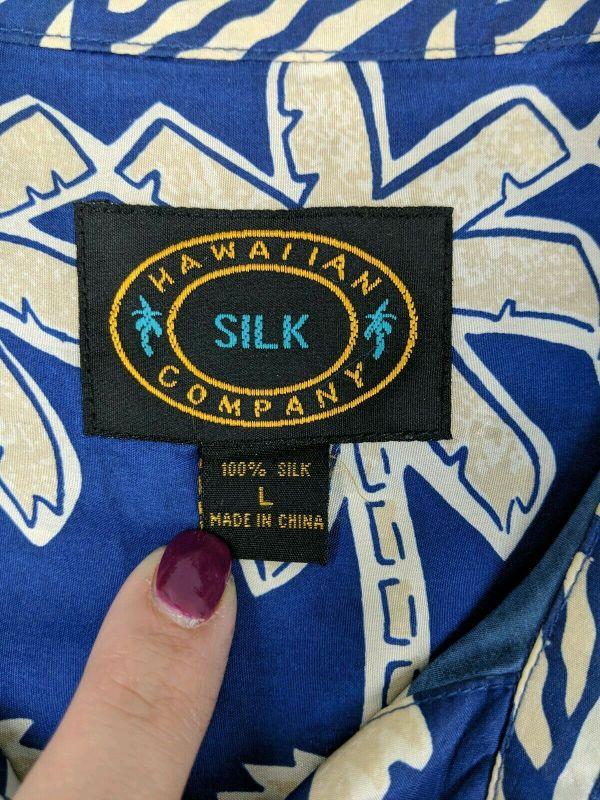 HAWAIIAN
SILK
COMPANY
100% SILK
L
MADE IN CHINA